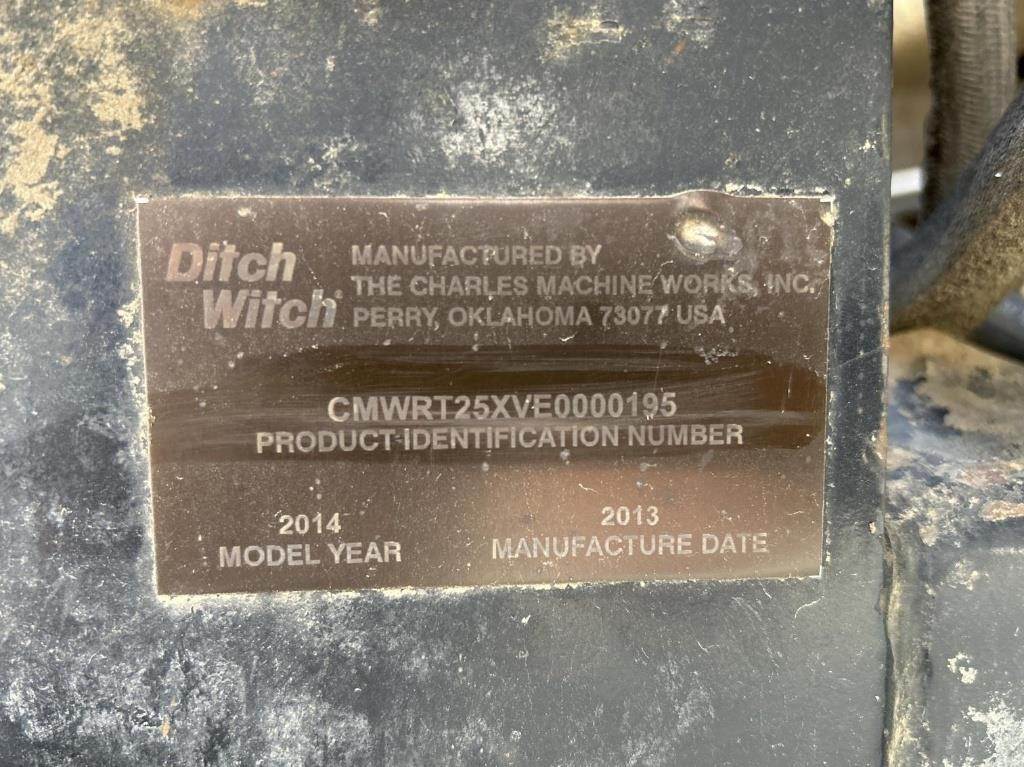 Ditch
Witch®
MANUFACTURED BY
THE CHARLES MACHINE WORKS, INC.
PERRY, OKLAHOMA 73077 USA
CMWRT25XVE0000195
PRODUCT IDENTIFICATION NUMBER
2014
MODEL YEAR
2013
MANUFACTURE DATE